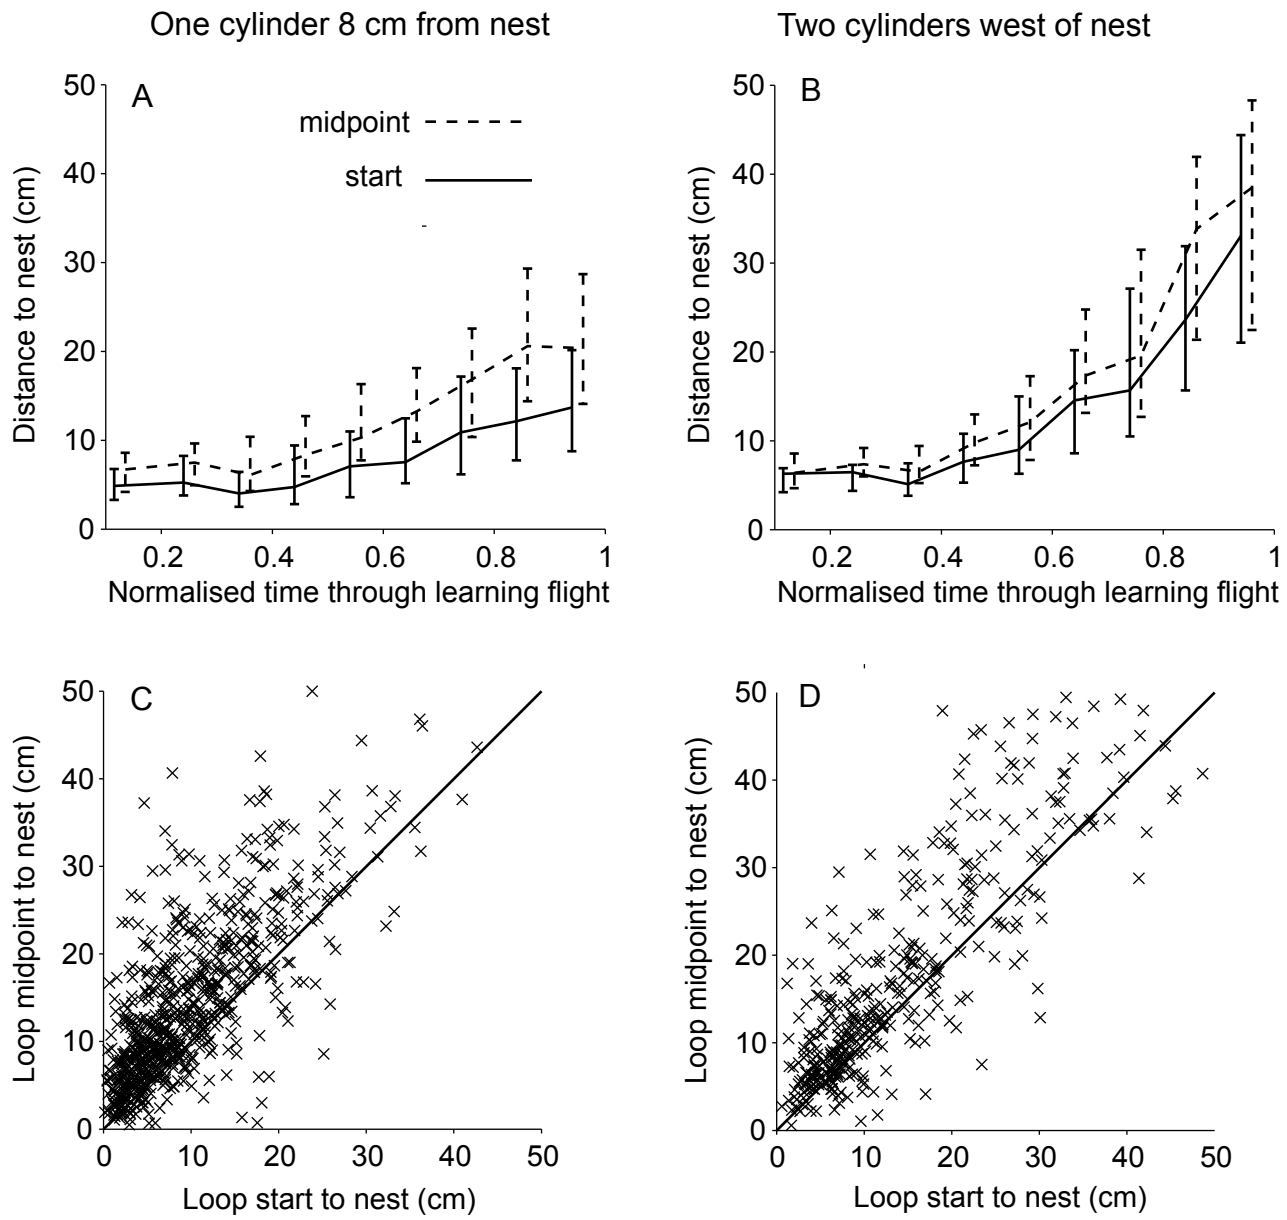 One cylinder 8 cm from nest
Two cylinders west of nest
A
midpoint
start
Distance to nest (cm)
50
40
30
20
10
0
0.2 0.4 0.6 0.8 1
Normalised time through learning flight
B
Distance to nest (cm)
50
40
30
20
10
0
0.2 0.4 0.6 0.8 1
Normalised time through learning flight
C
Loop midpoint to nest (cm)
50
40
30
20
10
0
0 10 20 30 40 50
Loop start to nest (cm)
D
Loop midpoint to nest (cm)
50
40
30
20
10
0
0 10 20 30 40 50
Loop start to nest (cm)